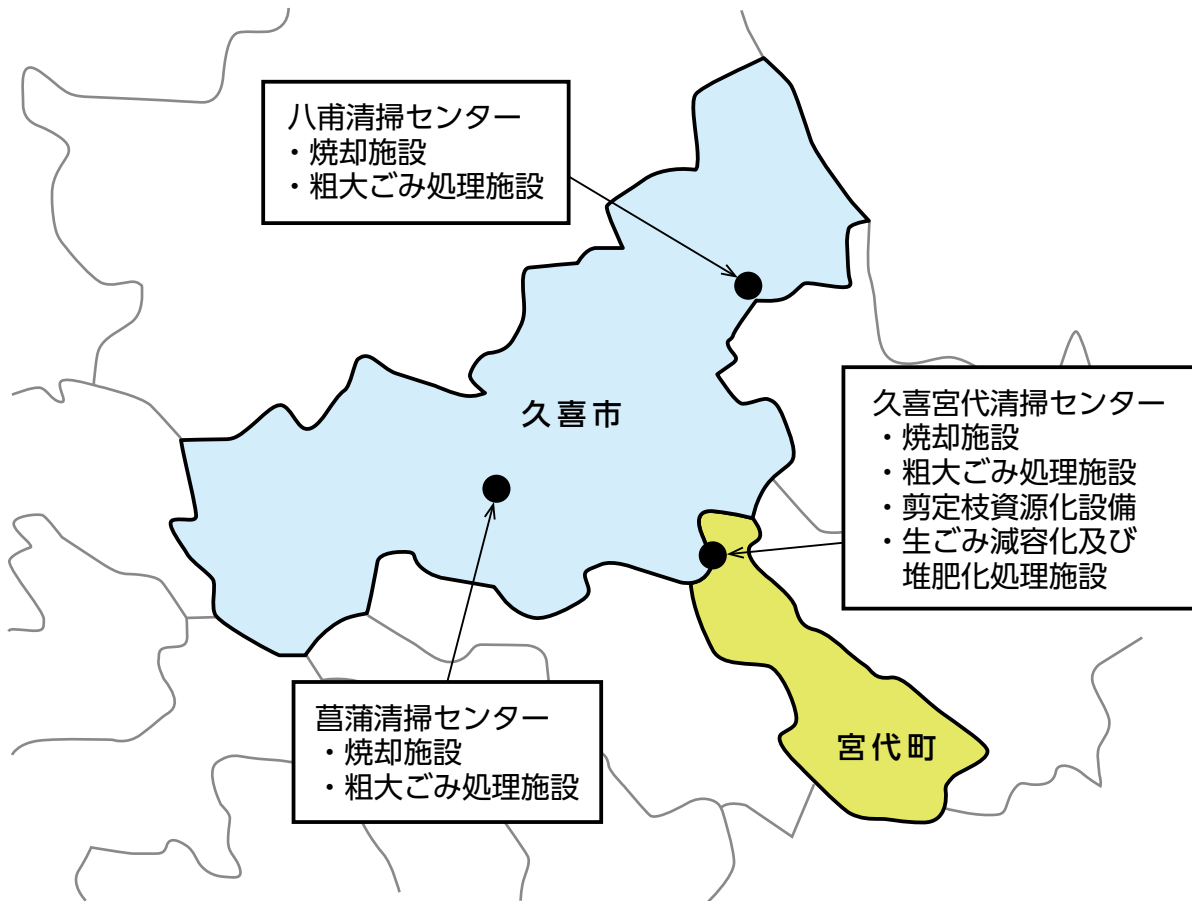 八甫清掃センター
・焼却施設
・粗大ごみ処理施設
久喜市
久喜宮代清掃センター
・焼却施設
・粗大ごみ処理施設
・剪定枝資源化設備
・生ごみ減容化及び
堆肥化処理施設
菖蒲清掃センター
・焼却施設
・粗大ごみ処理施設
宮代町